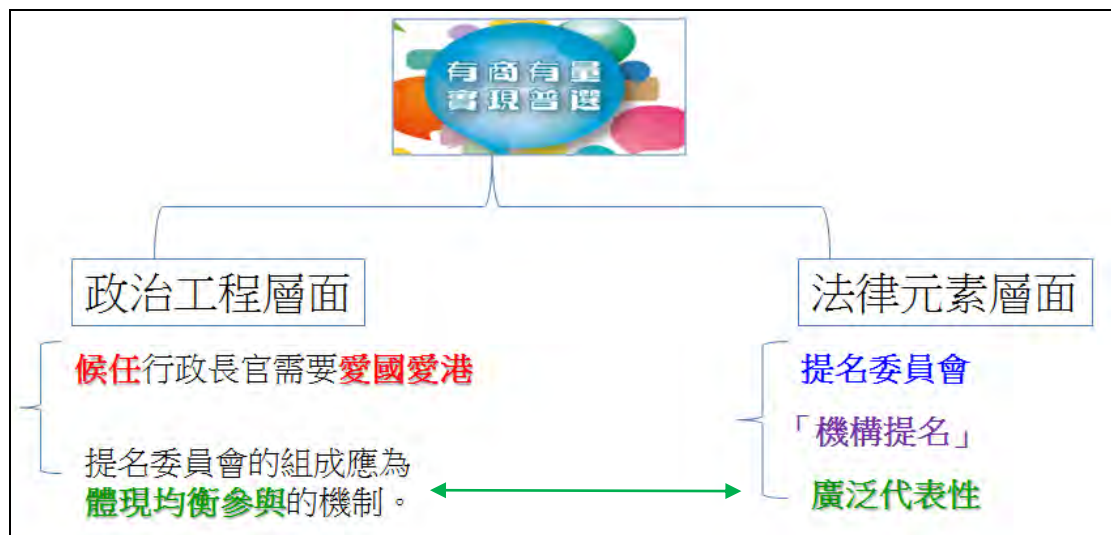 有商有量
實現普選
政治工程層面
候任行政長官需要愛國愛港
提名委員會的組成應為
體現均衡參與的機制。
法律元素層面
提名委員會
「機構提名」
廣泛代表性